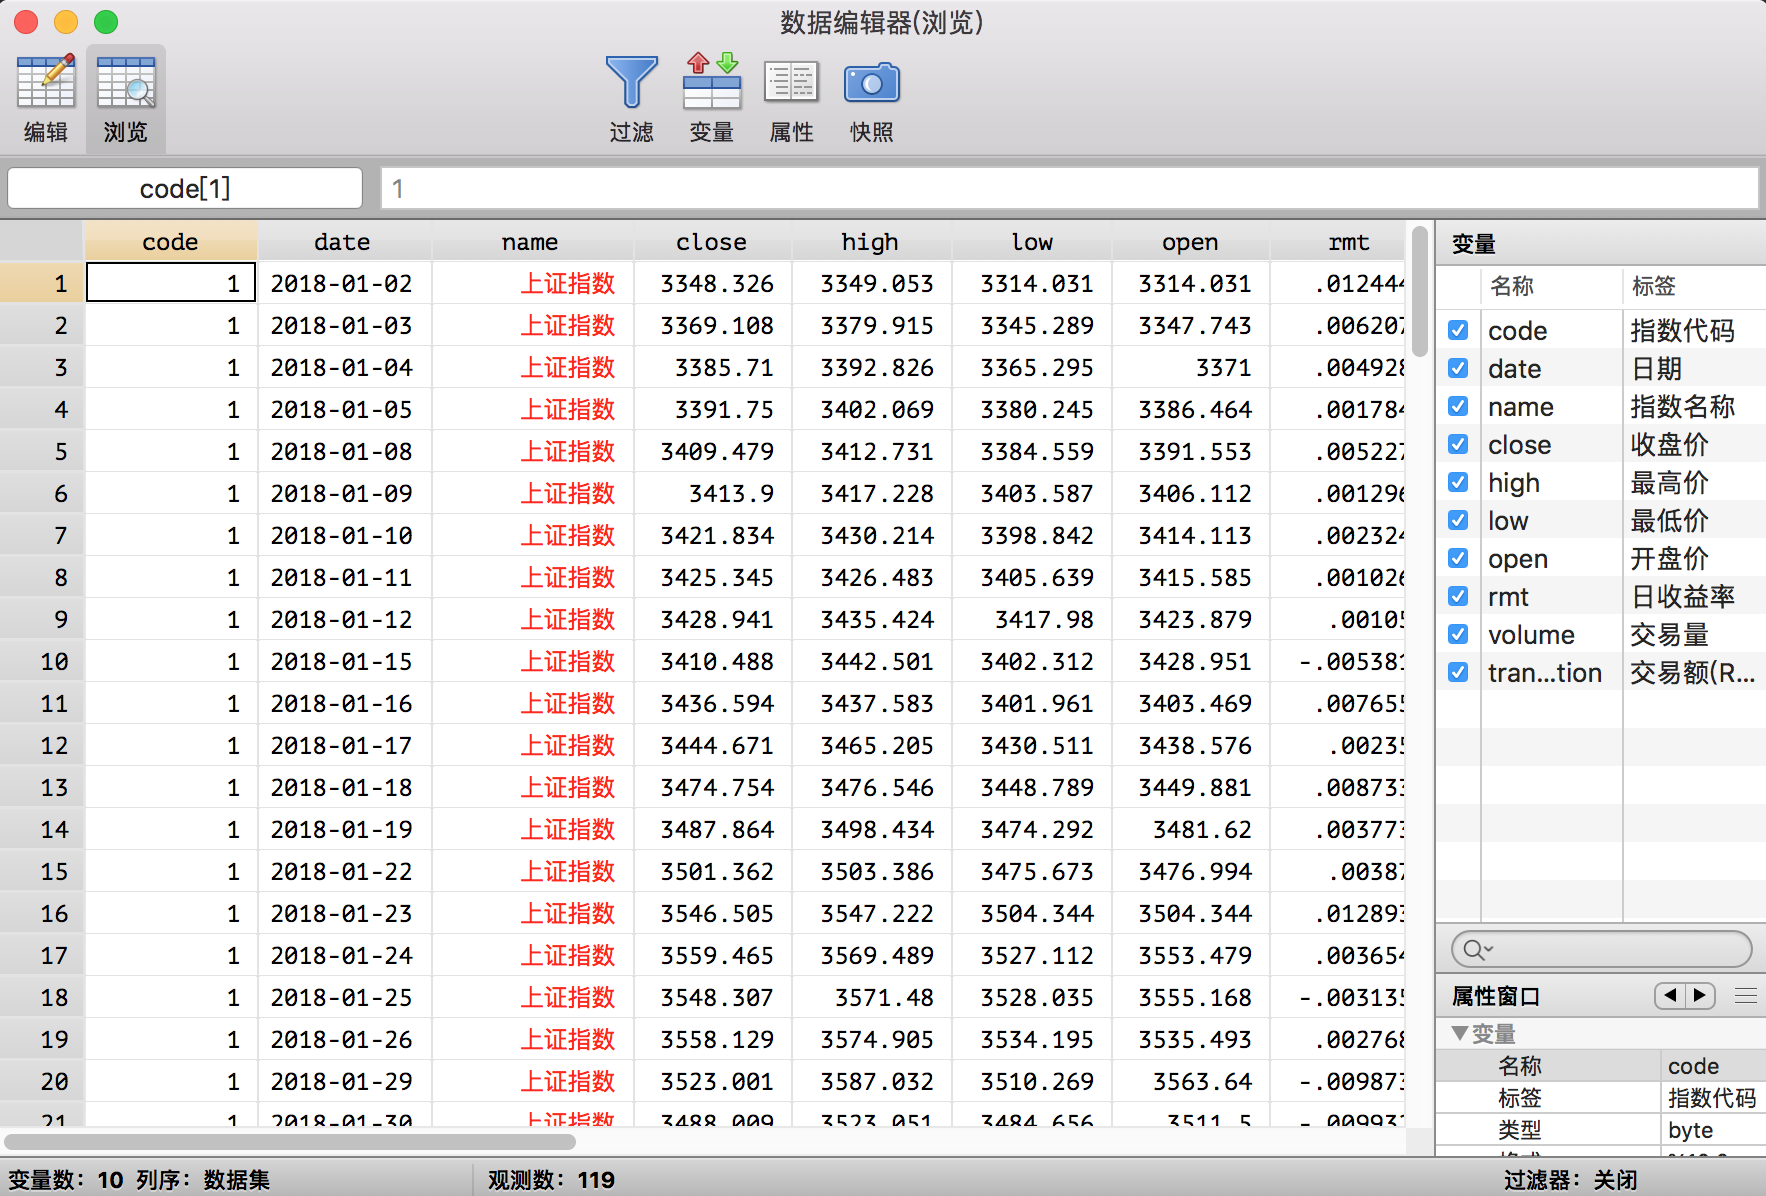 数据编辑器(浏览)
编辑 浏览 过滤 变量 属性 快照
code[1] 1
code date name close high low open rmt
1 1 2018-01-02 上证指数 3348.326 3349.053 3314.031 3314.031 .012444
2 1 2018-01-03 上证指数 3369.108 3379.915 3345.289 3347.743 .006207
3 1 2018-01-04 上证指数 3385.71 3392.826 3365.295 3371 .004928
4 1 2018-01-05 上证指数 3391.75 3402.069 3380.245 3386.464 .001784
5 1 2018-01-08 上证指数 3409.479 3412.731 3384.559 3391.553 .005227
6 1 2018-01-09 上证指数 3413.9 3417.228 3403.587 3406.112 .001296
7 1 2018-01-10 上证指数 3421.834 3430.214 3398.842 3414.113 .002324
8 1 2018-01-11 上证指数 3425.345 3426.483 3405.639 3415.585 .001026
9 1 2018-01-12 上证指数 3428.941 3435.424 3417.98 3423.879 .00105
10 1 2018-01-15 上证指数 3410.488 3442.501 3402.312 3428.951 -.005381
11 1 2018-01-16 上证指数 3436.594 3437.583 3401.961 3403.469 .007655
12 1 2018-01-17 上证指数 3444.671 3465.205 3430.511 3438.576 .00235
13 1 2018-01-18 上证指数 3474.754 3476.546 3448.789 3449.881 .008733
14 1 2018-01-19 上证指数 3487.864 3498.434 3474.292 3481.62 .003773
15 1 2018-01-22 上证指数 3501.362 3503.386 3475.673 3476.994 .00387
16 1 2018-01-23 上证指数 3546.505 3547.222 3504.344 3504.344 .012893
17 1 2018-01-24 上证指数 3559.465 3569.489 3527.112 3553.479 .003654
18 1 2018-01-25 上证指数 3548.307 3571.48 3528.035 3555.168 -.003135
19 1 2018-01-26 上证指数 3558.129 3574.905 3534.195 3535.493 .002768
20 1 2018-01-29 上证指数 3523.001 3587.032 3510.269 3563.64 -.009873
21 1 2018-01-30 上证指数 3488.009 3523.051 3484.656 3511.5 -.00993
变量
名称 标签
code 指数代码
date 日期
name 指数名称
close 收盘价
high 最高价
low 最低价
open 开盘价
rmt 日收益率
volume 交易量
tran...tion 交易额(R...
属性窗口
变量
名称 code
标签 指数代码
类型 byte
变量数：10 列序：数据集 观测数：119 过滤器：关闭